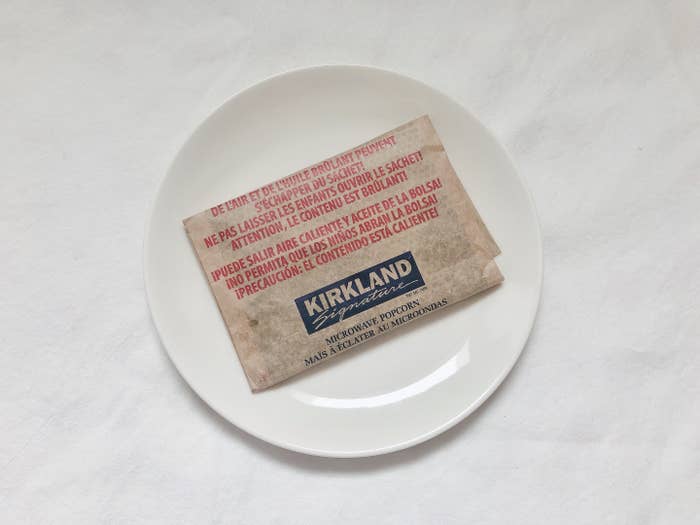 DE L'AIR ET DE L'HUILE BRÛLANT PEUVENT
S'ÉCHAPPER DU SACHET!
NE PAS LAISSER LES ENFANTS OUVRIR LE SACHET!
ATTENTION, LE CONTENU EST BRÛLANT!
¡PUEDE SALIR AIRE CALIENTE Y ACEITE DE LA BOLSA!
¡NO PERMITA QUE LOS NIÑOS ABRAN LA BOLSA!
¡PRECAUCIÓN: EL CONTENIDO ESTÁ CALIENTE!
KIRKLAND
Signature
MICROWAVE POPCORN
MAÏS À ÉCLATER AU MICROONDAS